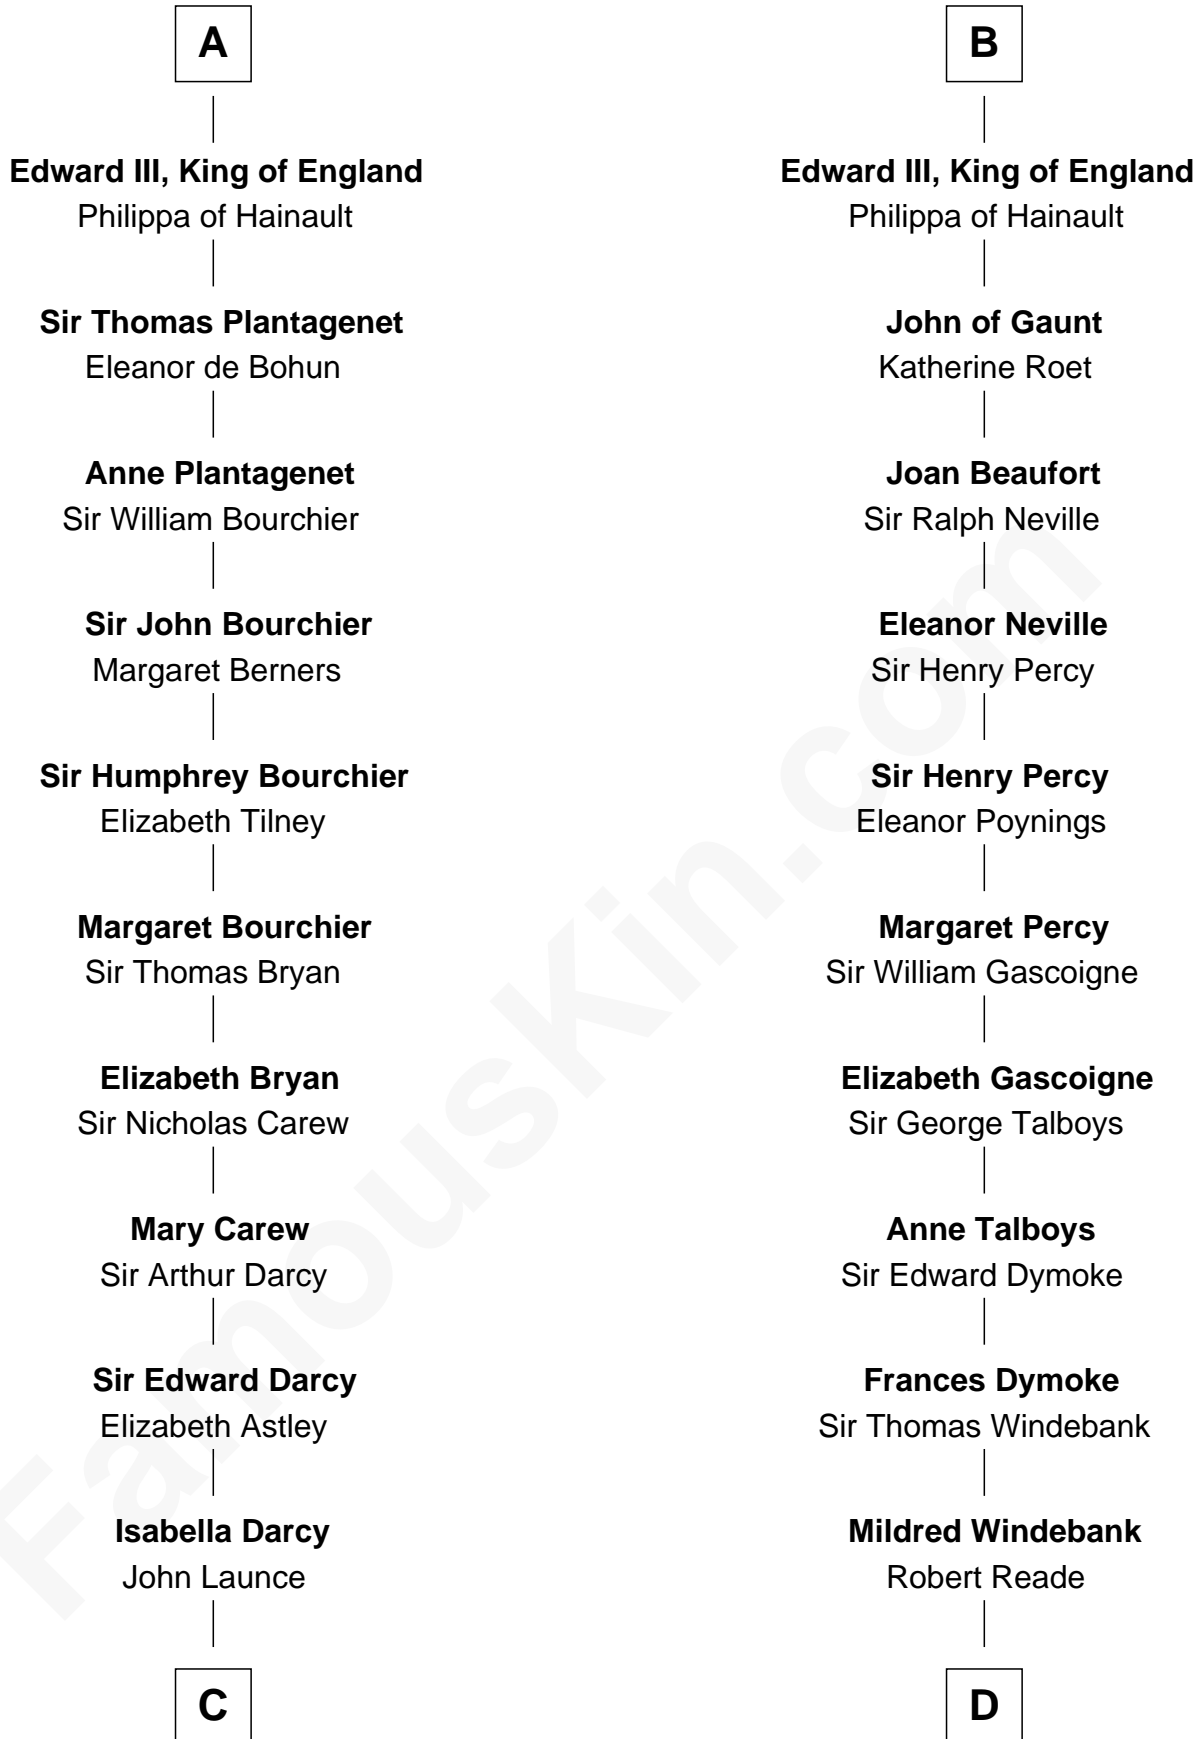 A
Edward III, King of England
Philippa of Hainault
Sir Thomas Plantagenet
Eleanor de Bohun
Anne Plantagenet
Sir William Bourchier
Sir John Bourchier
Margaret Berners
Sir Humphrey Bourchier
Elizabeth Tilney
Margaret Bourchier
Sir Thomas Bryan
Elizabeth Bryan
Sir Nicholas Carew
Mary Carew
Sir Arthur Darcy
Sir Edward Darcy
Elizabeth Astley
Isabella Darcy
John Launce
C
B
Edward III, King of England
Philippa of Hainault
John of Gaunt
Katherine Roet
Joan Beaufort
Sir Ralph Neville
Eleanor Neville
Sir Henry Percy
Sir Henry Percy
Eleanor Poynings
Margaret Percy
Sir William Gascoigne
Elizabeth Gascoigne
Sir George Talboys
Anne Talboys
Sir Edward Dymoke
Frances Dymoke
Sir Thomas Windebank
Mildred Windebank
Robert Reade
D
FamousKin.com